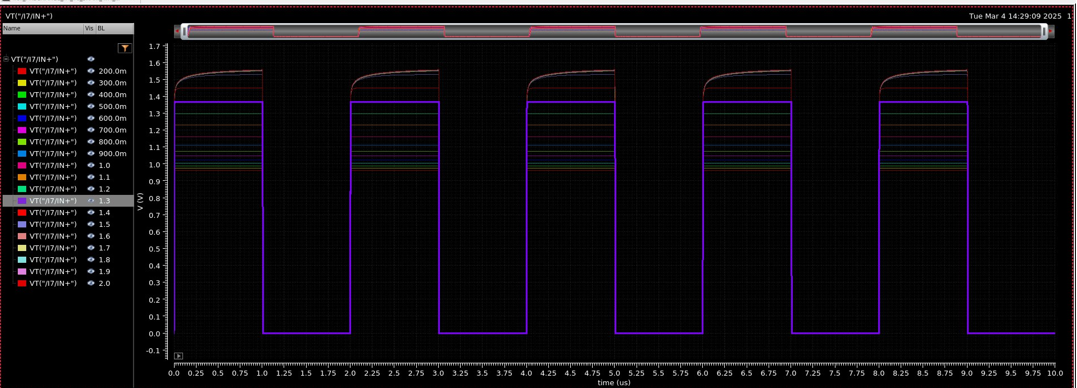 VT("/I7/IN+")
Tue Mar 4 14:29:09 2025 1
Name Vis BL
VT("/I7/IN+")
VT("/I7/IN+") 200.0m
VT("/I7/IN+") 300.0m
VT("/I7/IN+") 400.0m
VT("/I7/IN+") 500.0m
VT("/I7/IN+") 600.0m
VT("/I7/IN+") 700.0m
VT("/I7/IN+") 800.0m
VT("/I7/IN+") 900.0m
VT("/I7/IN+") 1.0
VT("/I7/IN+") 1.1
VT("/I7/IN+") 1.2
VT("/I7/IN+") 1.3
VT("/I7/IN+") 1.4
VT("/I7/IN+") 1.5
VT("/I7/IN+") 1.6
VT("/I7/IN+") 1.7
VT("/I7/IN+") 1.8
VT("/I7/IN+") 1.9
VT("/I7/IN+") 2.0
1.7
1.6
1.5
1.4
1.3
1.2
1.1
1.0
0.9
0.8
0.7
0.6
0.5
0.4
0.3
0.2
0.1
0.0
-0.1
V (V)
0.0 0.25 0.5 0.75 1.0 1.25 1.5 1.75 2.0 2.25 2.5 2.75 3.0 3.25 3.5 3.75 4.0 4.25 4.5 4.75 5.0 5.25 5.5 5.75 6.0 6.25 6.5 6.75 7.0 7.25 7.5 7.75 8.0 8.25 8.5 8.75 9.0 9.25 9.5 9.75 10.0
time (us)